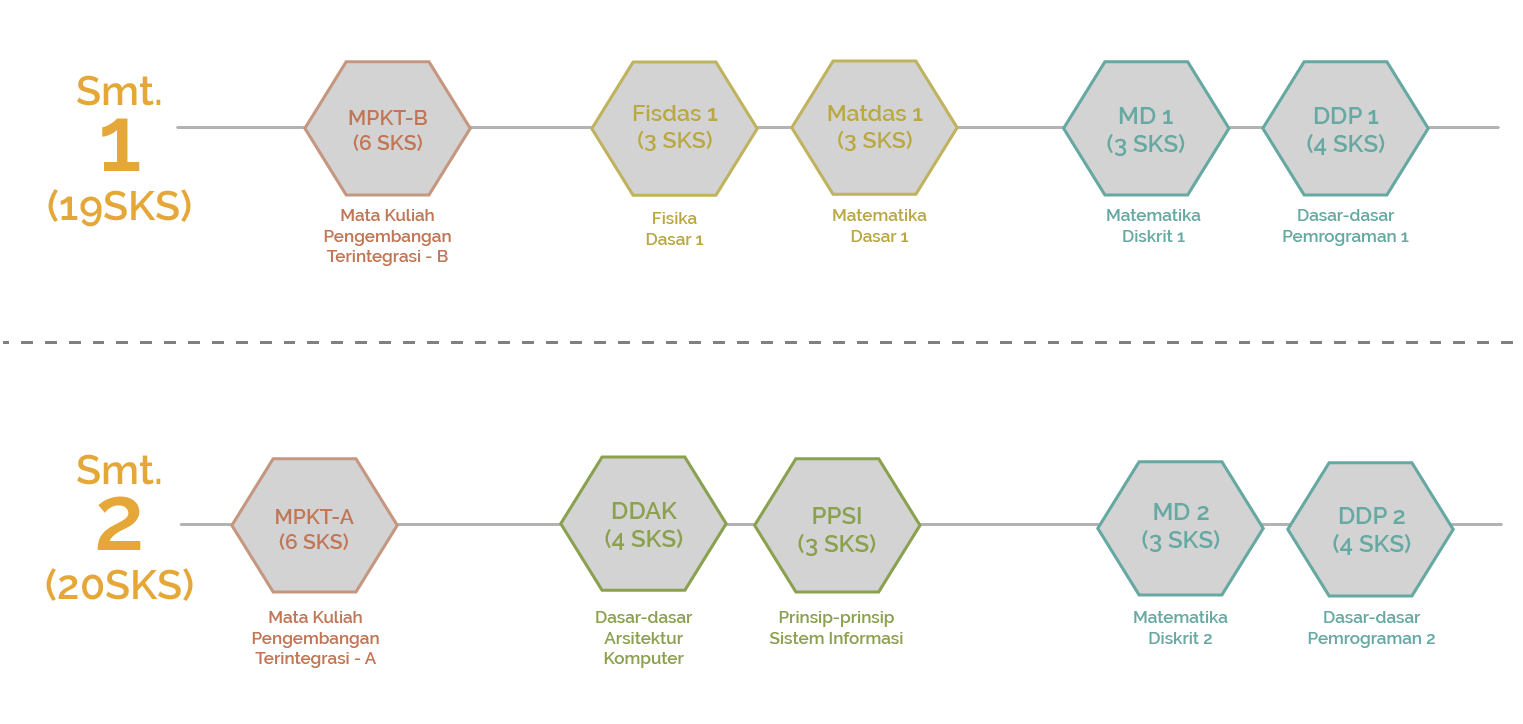 Smt.
1
(19SKS)
MPKT-B
(6 SKS)
Mata Kuliah
Pengembangan
Terintegrasi - B
Fisdas 1
(3 SKS)
Fisika
Dasar 1
Matdas 1
(3 SKS)
Matematika
Dasar 1
MD 1
(3 SKS)
Matematika
Diskrit 1
DDP 1
(4 SKS)
Dasar-dasar
Pemrograman 1
Smt.
2
(20SKS)
MPKT-A
(6 SKS)
Mata Kuliah
Pengembangan
Terintegrasi - A
DDAK
(4 SKS)
Dasar-dasar
Arsitektur
Komputer
PPSI
(3 SKS)
Prinsip-prinsip
Sistem Informasi
MD 2
(3 SKS)
Matematika
Diskrit 2
DDP 2
(4 SKS)
Dasar-dasar
Pemrograman 2